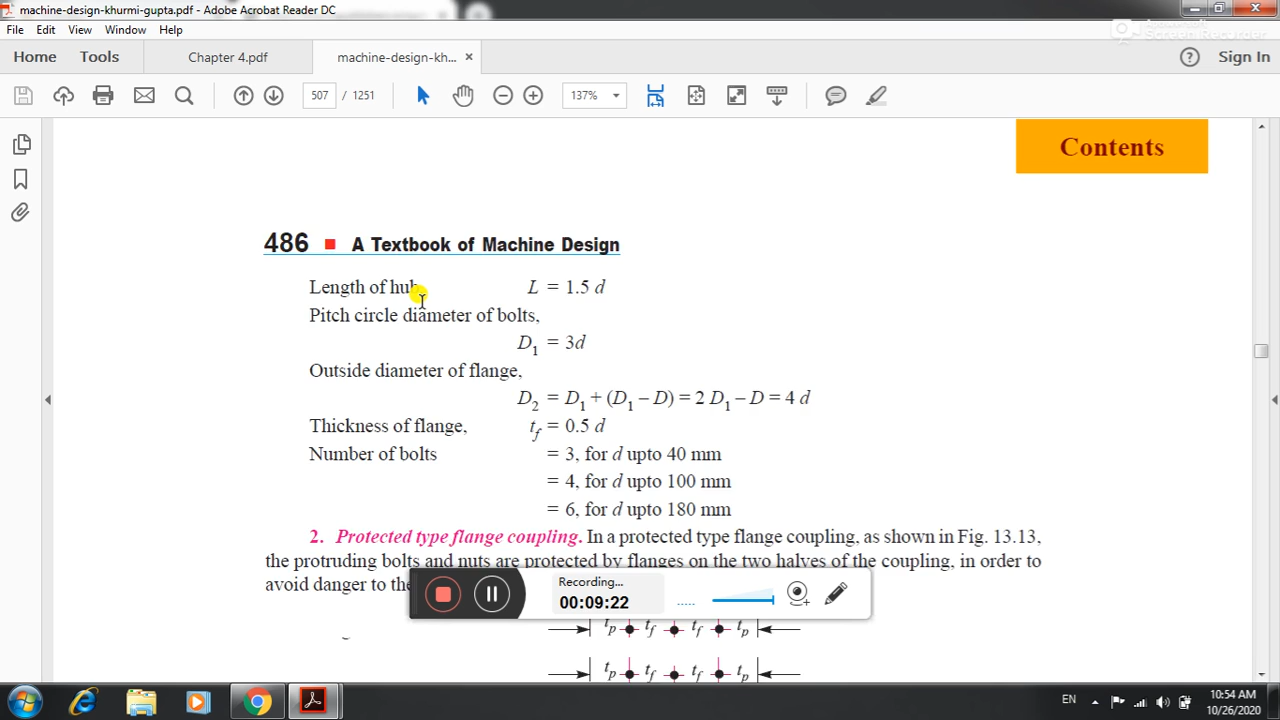 machine-design-khurmi-gupta.pdf - Adobe Acrobat Reader DC
File Edit View Window Help
Screen Recorder
Home Tools Chapter 4.pdf machine-design-kh... × Sign In
507 / 1251 137%
Contents
486 ■ A Textbook of Machine Design
Length of hub L = 1.5 d
Pitch circle diameter of bolts,
D1 = 3d
Outside diameter of flange,
D2 = D1 + (D1 – D) = 2 D1 – D = 4 d
Thickness of flange, tf = 0.5 d
Number of bolts = 3, for d upto 40 mm
= 4, for d upto 100 mm
= 6, for d upto 180 mm
2. Protected type flange coupling. In a protected type flange coupling, as shown in Fig. 13.13,
the protruding bolts and nuts are protected by flanges on the two halves of the coupling, in order to
avoid danger to the
Recording...
00:09:22
tp tf tf tp
tp tf tf tp
EN 10:54 AM
10/26/2020